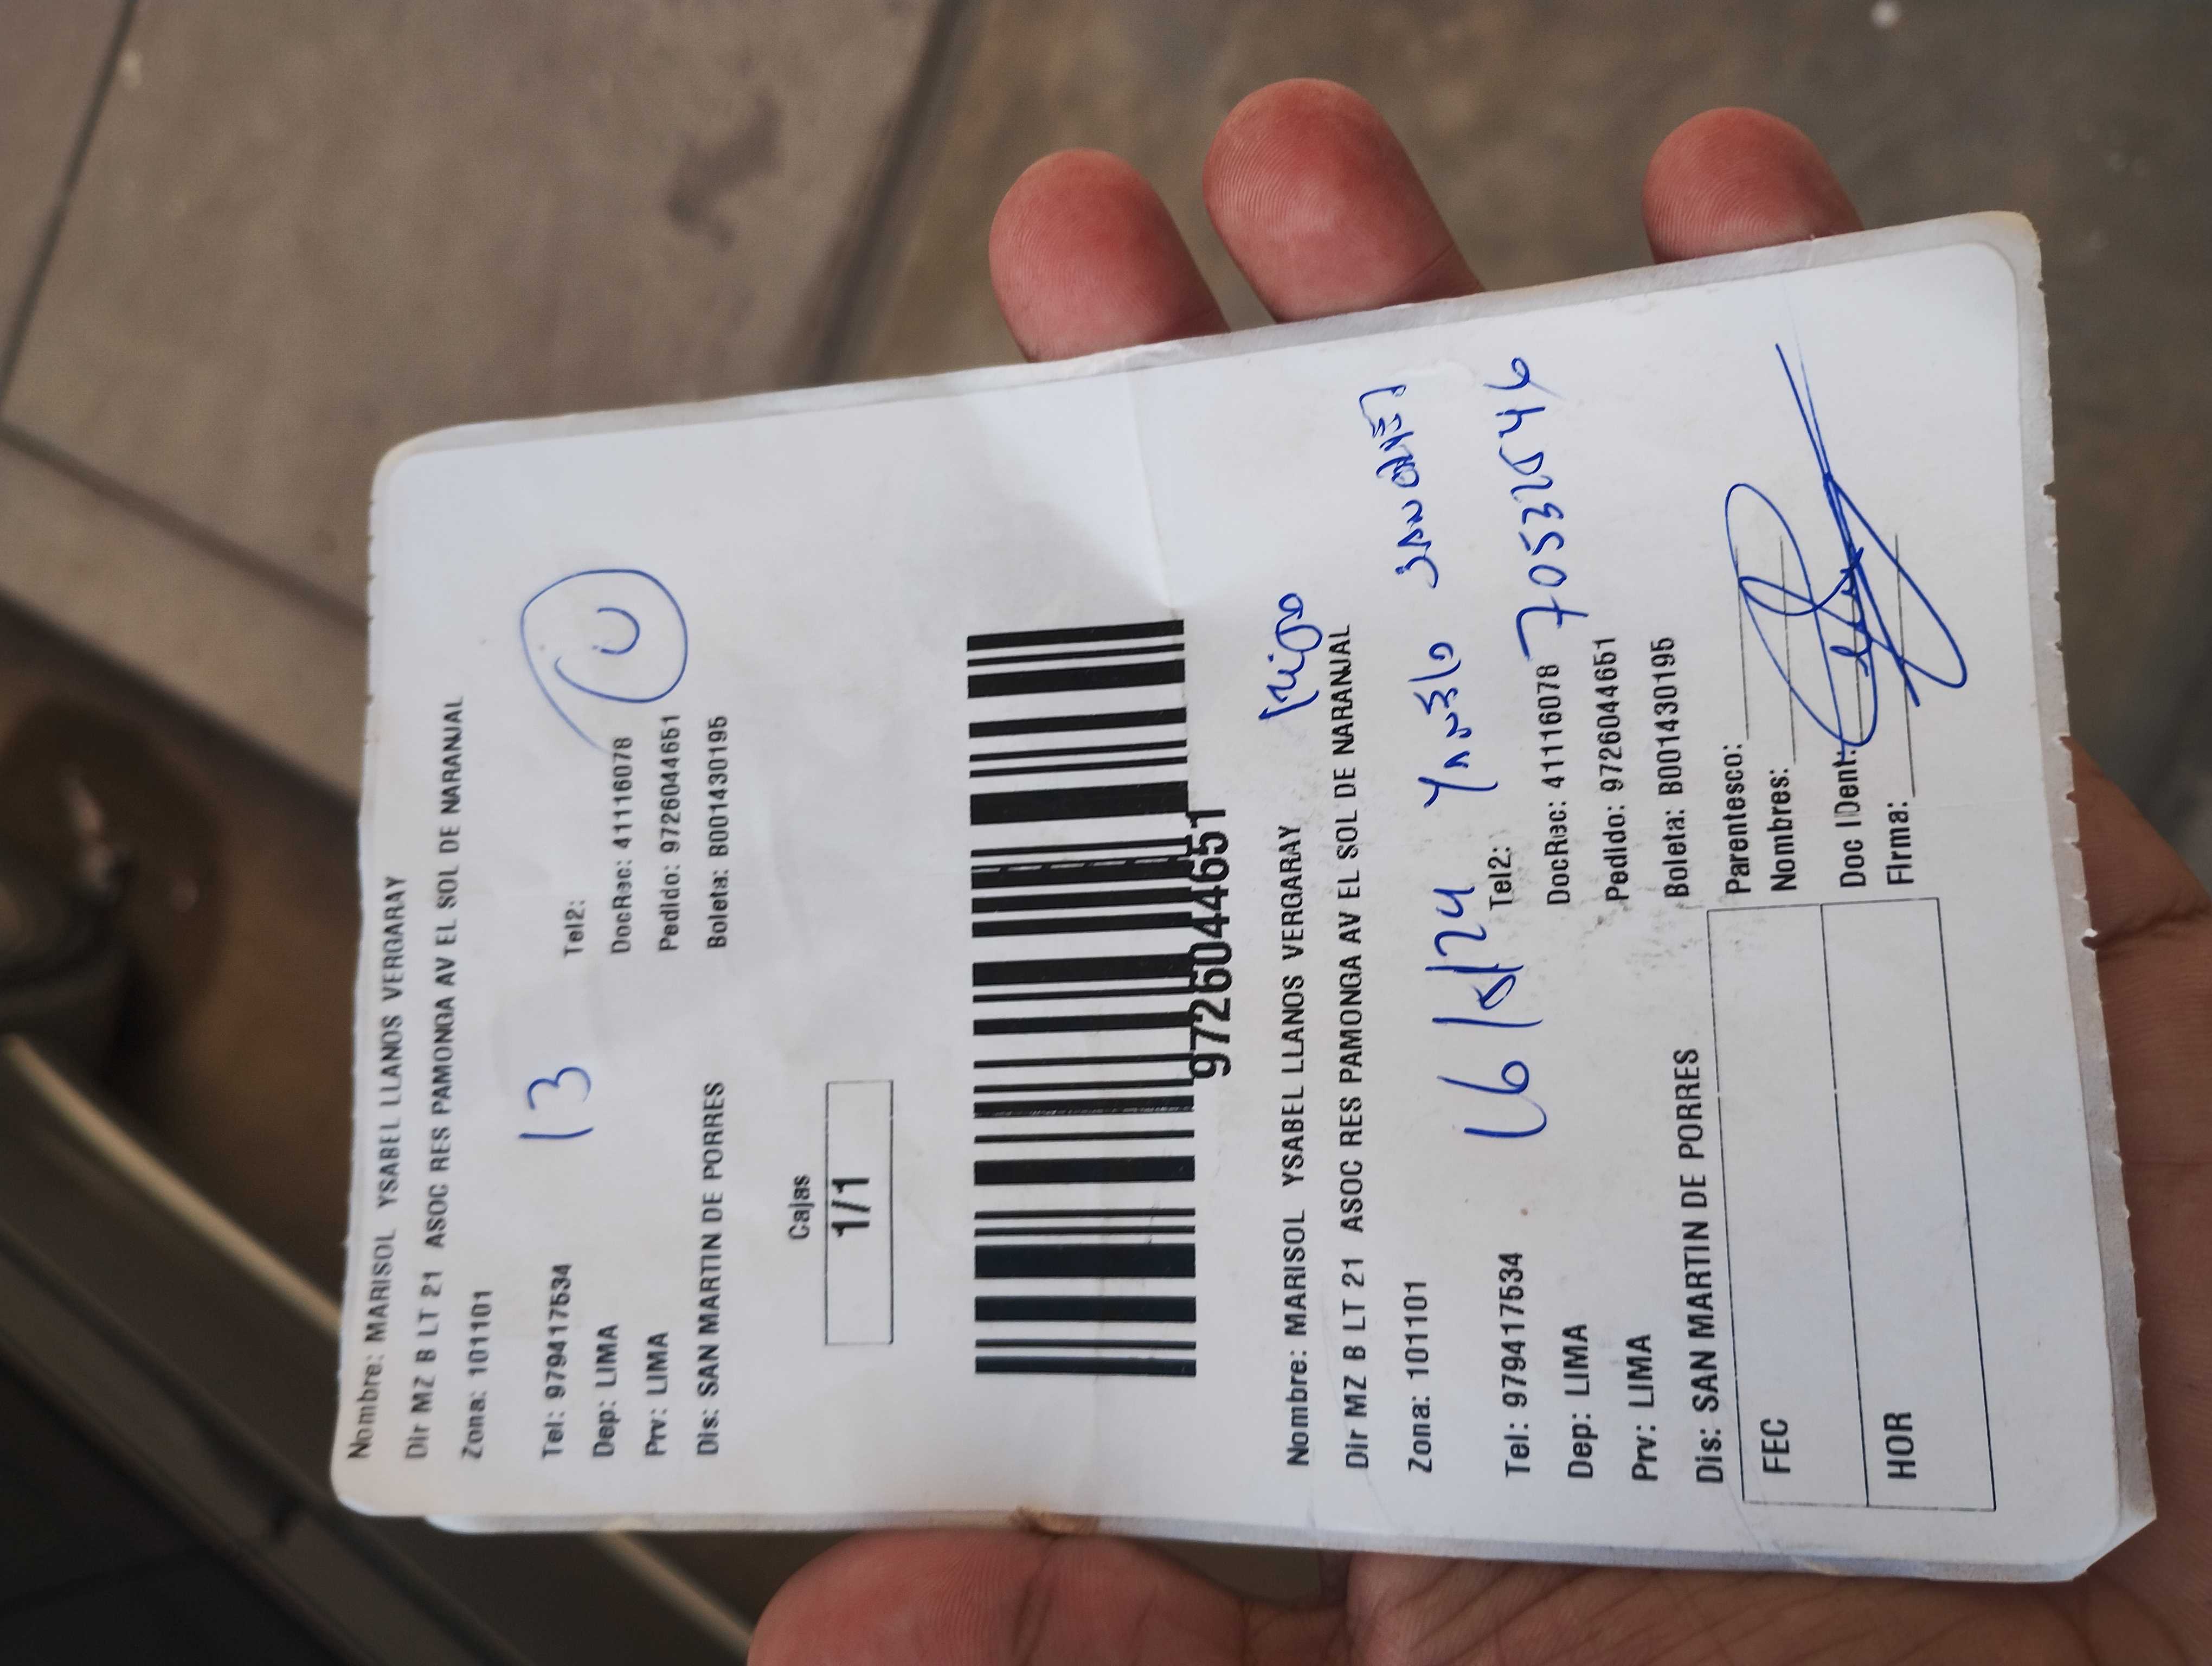 Nombre: MARISOL YSABEL LLANOS VERGARAY
Dir MZ B LT 21 ASOC RES PAMONGA AV EL SOL DE NARANJAL
Zona: 101101
13
Tel: 979417534 Tel2:
Dep: LIMA DocRec: 41116078
Prv: LIMA Pedido: 9726044651
Dis: SAN MARTIN DE PORRES Boleta: B001430195
Cajas
1/1
9726044651
Nombre: MARISOL YSABEL LLANOS VERGARAY
Dir MZ B LT 21 ASOC RES PAMONGA AV EL SOL DE NARANJAL
Zona: 101101
Tel: 979417534 Tel2:
Dep: LIMA DocRec: 41116078
Prv: LIMA Pedido: 9726044651
Dis: SAN MARTIN DE PORRES Boleta: B001430195
FEC Parentesco:
Nombres:
HOR Doc IDent:
Firma: